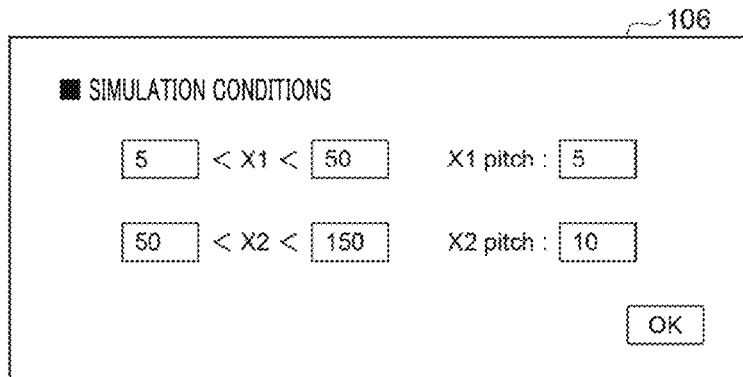 106
■ SIMULATION CONDITIONS
5 < X1 < 50 X1 pitch : 5
50 < X2 < 150 X2 pitch : 10
OK